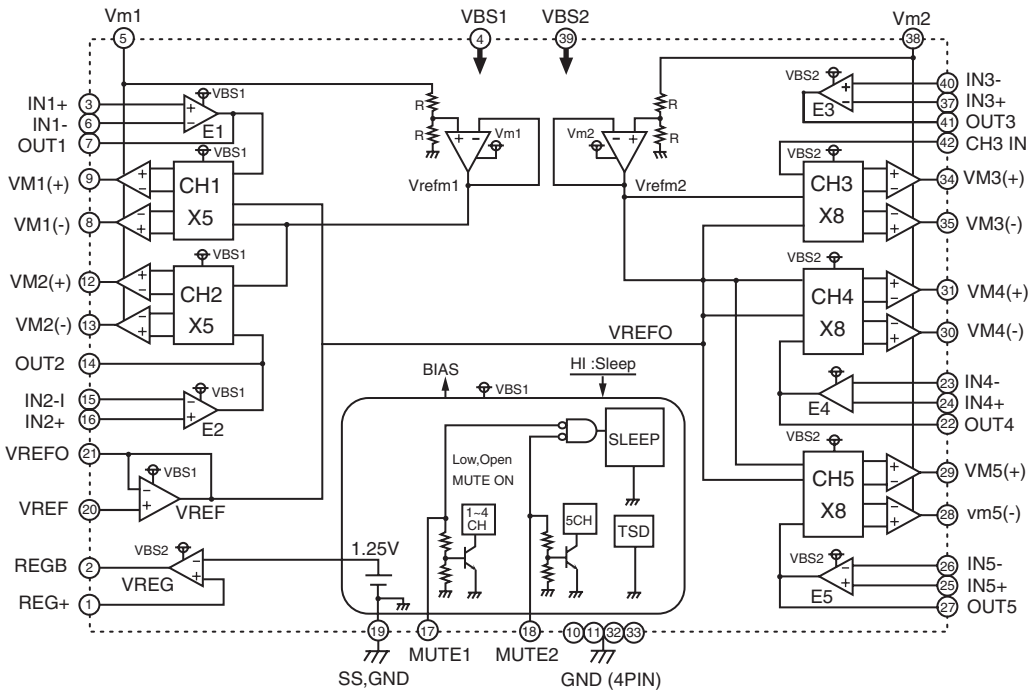 Vm1
VBS1
VBS2
Vm2
5
4
39
38
IN1+
3
IN1-
6
OUT1
7
VM1(+)
9
VM1(-)
8
VM2(+)
12
VM2(-)
13
OUT2
14
IN2-I
15
IN2+
16
VREFO
21
VREF
20
REGB
2
REG+
1
VBS1
+
-
E1
VBS1
CH1
X5
+
-
+
-
VBS1
CH2
X5
+
-
+
-
VBS1
-
+
E2
VBS1
-
+
VREF
VBS2
-
+
VREG
1.25V
R
R
+ -
Vm1
Vrefm1
R
R
- +
Vm2
Vrefm2
VREFO
BIAS
VBS1
HI :Sleep
SLEEP
Low,Open
MUTE ON
1~4
CH
5CH
TSD
VBS2
+
-
E3
VBS2
CH3
X8
+
-
+
-
VBS2
CH4
X8
+
-
+
-
E4
VBS2
VBS2
CH5
X8
+
-
+
-
VBS2
-
+
E5
40
IN3-
37
IN3+
41
OUT3
42
CH3 IN
34
VM3(+)
35
VM3(-)
31
VM4(+)
30
VM4(-)
23
IN4-
24
IN4+
22
OUT4
29
VM5(+)
28
vm5(-)
26
IN5-
25
IN5+
27
OUT5
19
17
18
10
11
32
33
SS,GND
MUTE1
MUTE2
GND (4PIN)